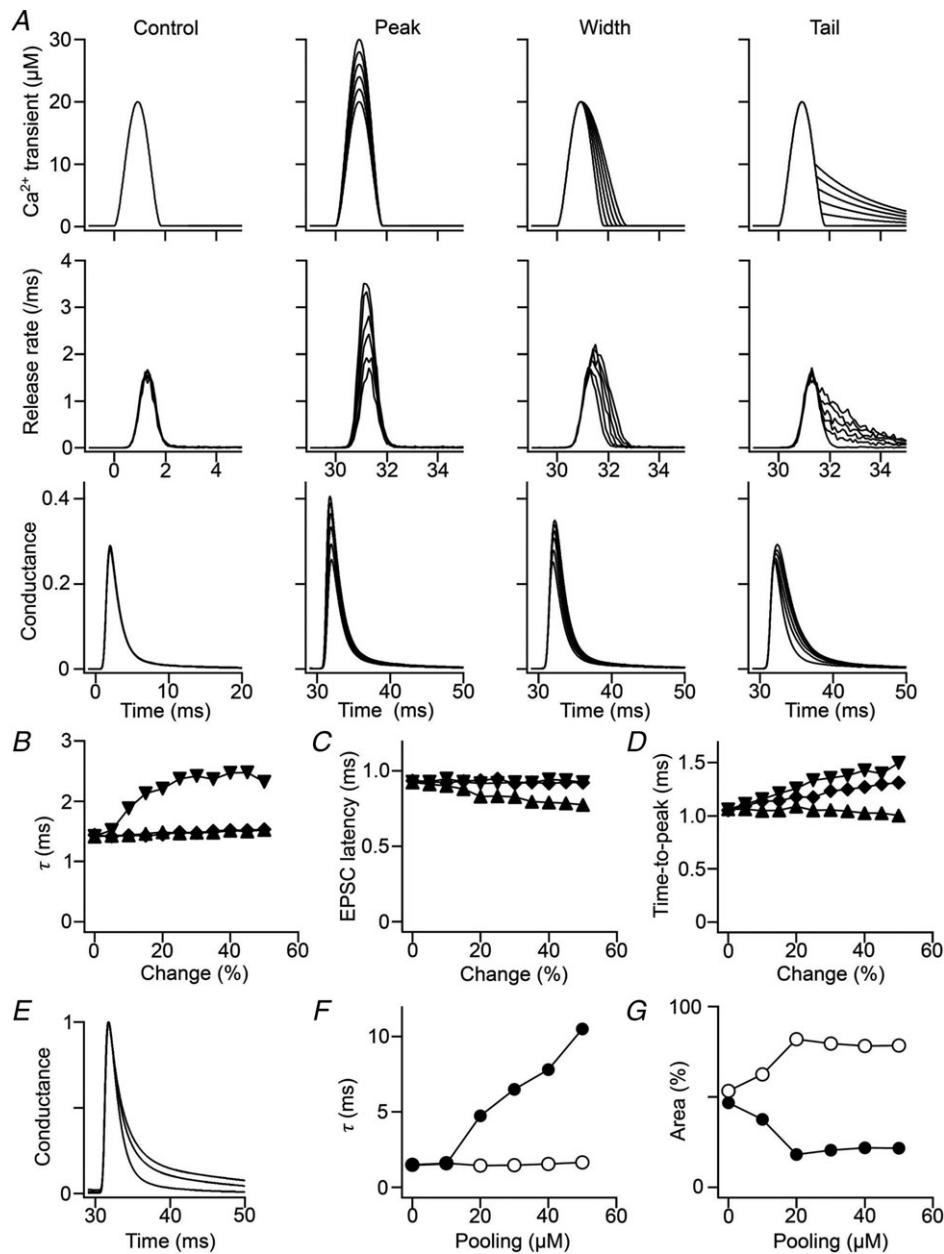 A
Control
Peak
Width
Tail
Ca2+ transient (µM)
30
20
10
0
Release rate (/ms)
4
3
2
1
0
0 2 4
30 32 34
30 32 34
30 32 34
Conductance
0.4
0.2
0
0 10 20
30 40 50
30 40 50
30 40 50
Time (ms)
Time (ms)
Time (ms)
Time (ms)
B
τ (ms)
3
2
1
0
0 20 40 60
Change (%)
C
EPSC latency (ms)
1.0
0.5
0
0 20 40 60
Change (%)
D
Time-to-peak (ms)
1.5
1.0
0.5
0
0 20 40 60
Change (%)
E
Conductance
1
0
30 40 50
Time (ms)
F
τ (ms)
10
5
0
0 20 40 60
Pooling (µM)
G
Area (%)
100
0
0 20 40 60
Pooling (µM)